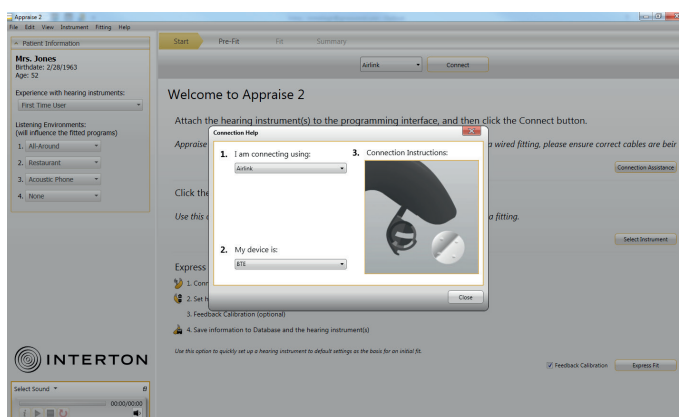 Appraise 2
File Edit View Instrument Fitting Help
Patient Information
Mrs. Jones
Birthdate: 2/28/1963
Age: 52
Experience with hearing instruments:
First Time User
Listening Environments:
(will influence the fitted programs)
1. All-Around
2. Restaurant
3. Acoustic Phone
4. None
INTERTON
Select Sound
00:00/00:00
Start Pre-Fit Fit Summary
Airlink Connect
Welcome to Appraise 2
Attach the hearing instrument(s) to the programming interface, and then click the Connect button.
Appraise
a wired fitting, please ensure correct cables are bein
Connection Assistance
Click the
Use this
a fitting.
Select Instrument
Connection Help
1. I am connecting using:
Airlink
2. My device is:
BTE
3. Connection Instructions:
Close
Express
1. Conn
2. Set h
3. Feedback Calibration (optional)
4. Save information to Database and the hearing instrument(s)
Use this option to quickly set up a hearing instrument to default settings as the basis for an initial fit.
Feedback Calibration Express Fit